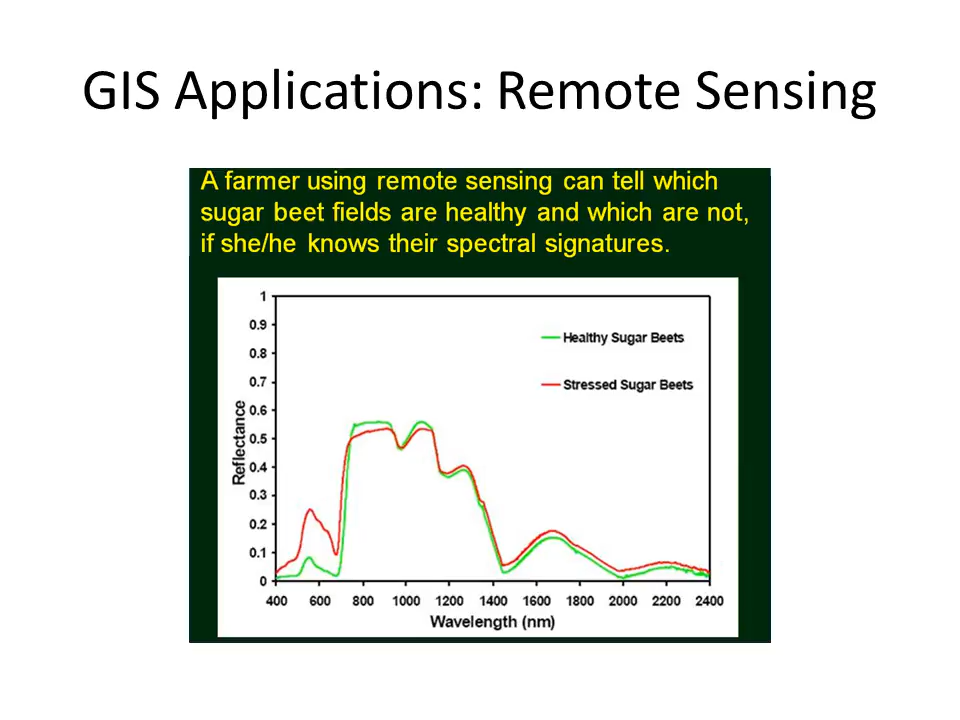 GIS Applications: Remote Sensing
A farmer using remote sensing can tell which
sugar beet fields are healthy and which are not,
if she/he knows their spectral signatures.
1
0.9
0.8
0.7
0.6
0.5
0.4
0.3
0.2
0.1
0
Reflectance
Healthy Sugar Beets
Stressed Sugar Beets
400 600 800 1000 1200 1400 1600 1800 2000 2200 2400
Wavelength (nm)